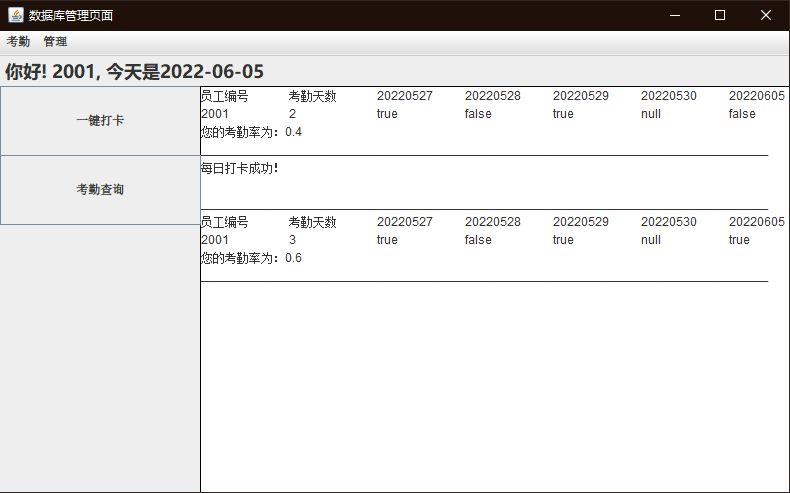 数据库管理页面
考勤 管理
你好! 2001, 今天是2022-06-05
一键打卡
考勤查询
员工编号 考勤天数 20220527 20220528 20220529 20220530 20220605
2001 2 true false true null false
您的考勤率为：0.4
每日打卡成功！
员工编号 考勤天数 20220527 20220528 20220529 20220530 20220605
2001 3 true false true null true
您的考勤率为：0.6